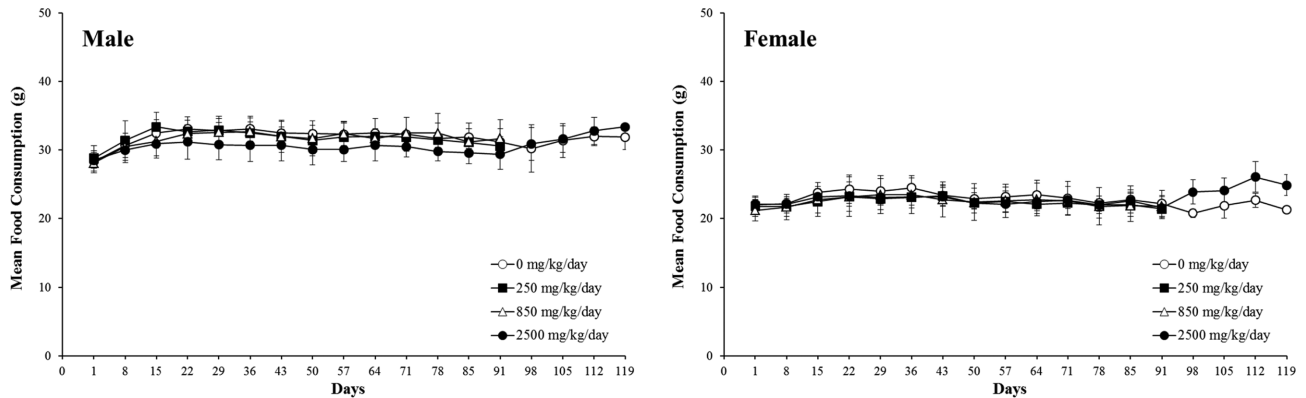 Male
Mean Food Consumption (g)
50
40
30
20
10
0
0 mg/kg/day
250 mg/kg/day
850 mg/kg/day
2500 mg/kg/day
0 1 8 15 22 29 36 43 50 57 64 71 78 85 91 98 105 112 119
Days
Female
Mean Food Consumption (g)
50
40
30
20
10
0
0 mg/kg/day
250 mg/kg/day
850 mg/kg/day
2500 mg/kg/day
0 1 8 15 22 29 36 43 50 57 64 71 78 85 91 98 105 112 119
Days